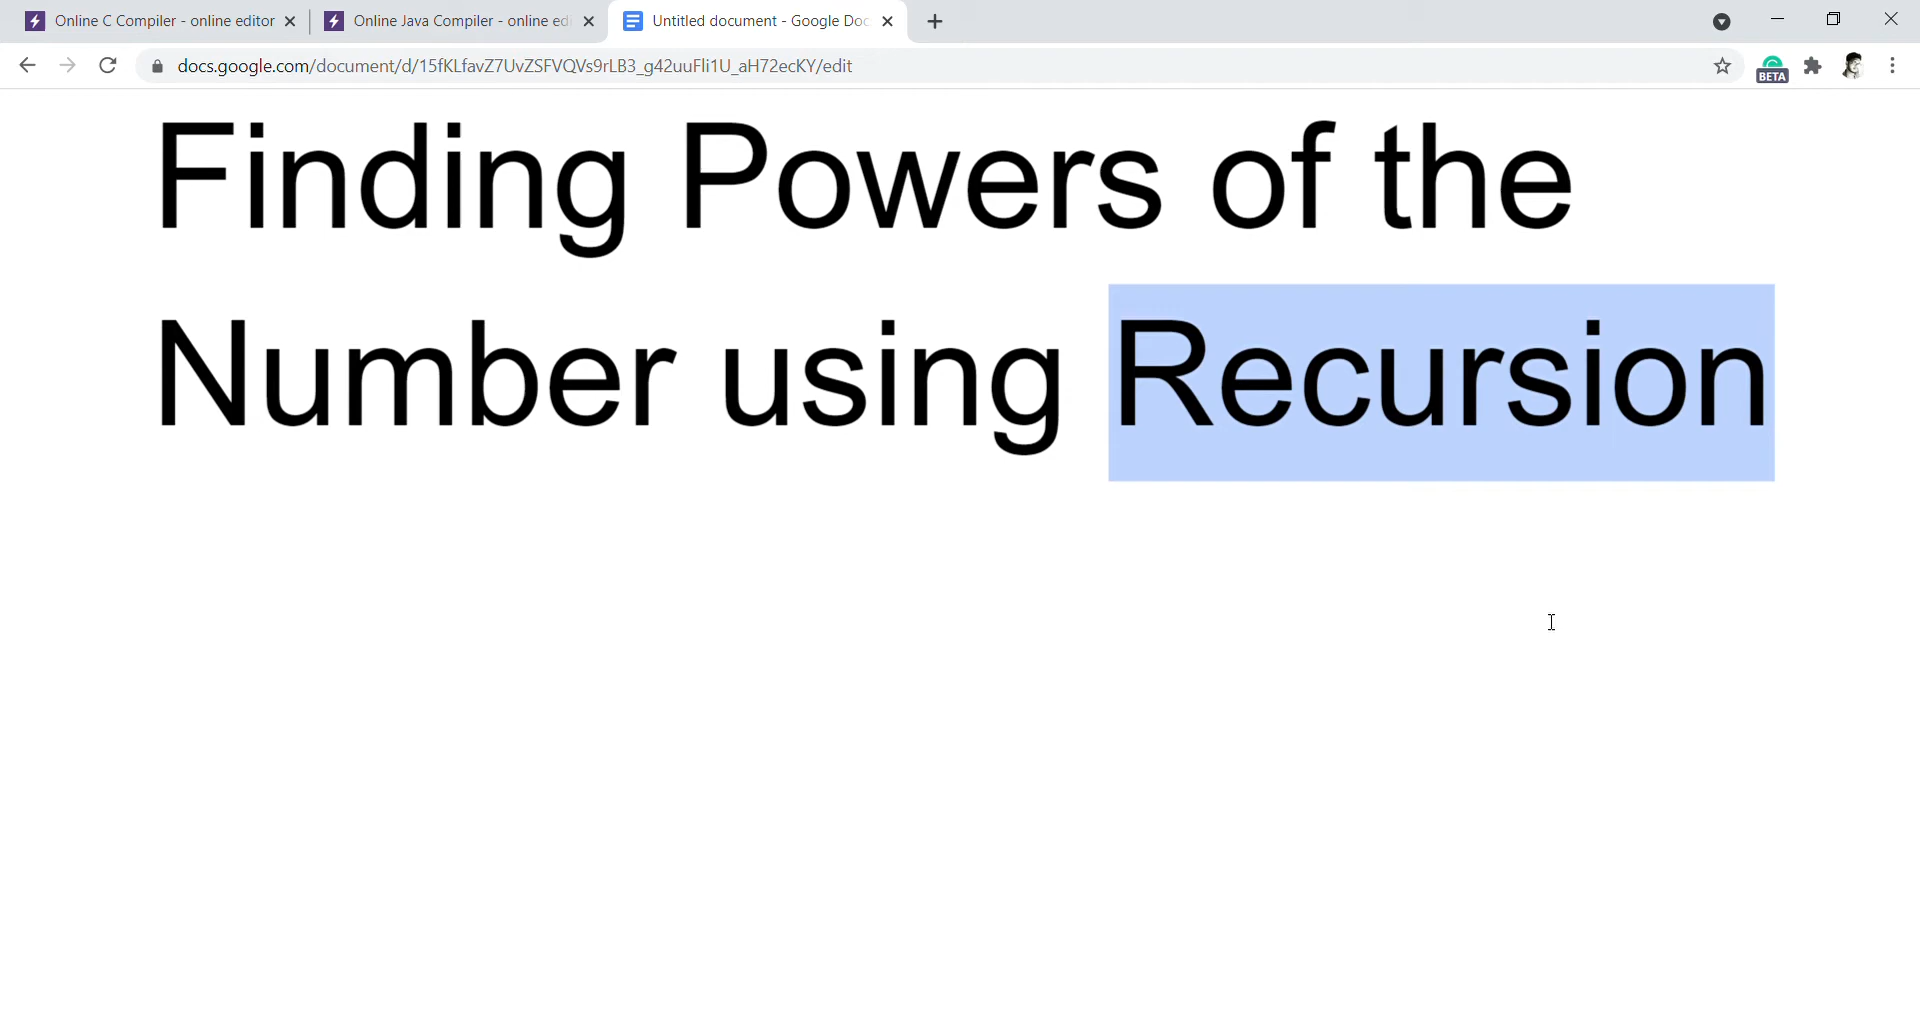 Online C Compiler - online editor
Online Java Compiler - online edi
Untitled document - Google Doc
docs.google.com/document/d/15fKLfavZ7UvZSFVQVs9rLB3_g42uuFli1U_aH72ecKY/edit
BETA
Finding Powers of the
Number using Recursion